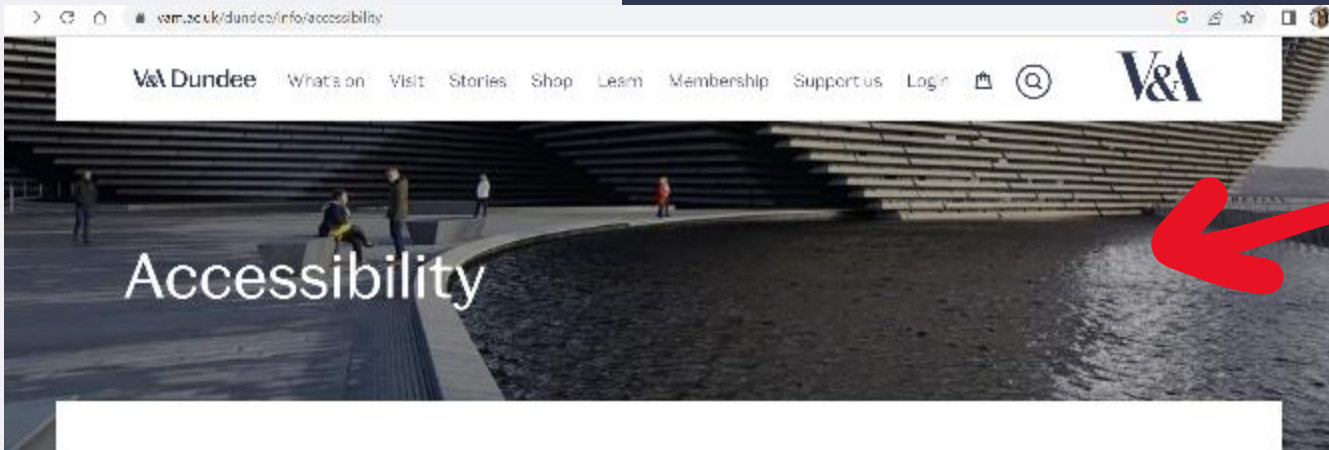 vam.ac.uk/dundee/info/accessibility
V&A Dundee What's on Visit Stories Shop Learn Membership Support us Login V&A
Accessibility